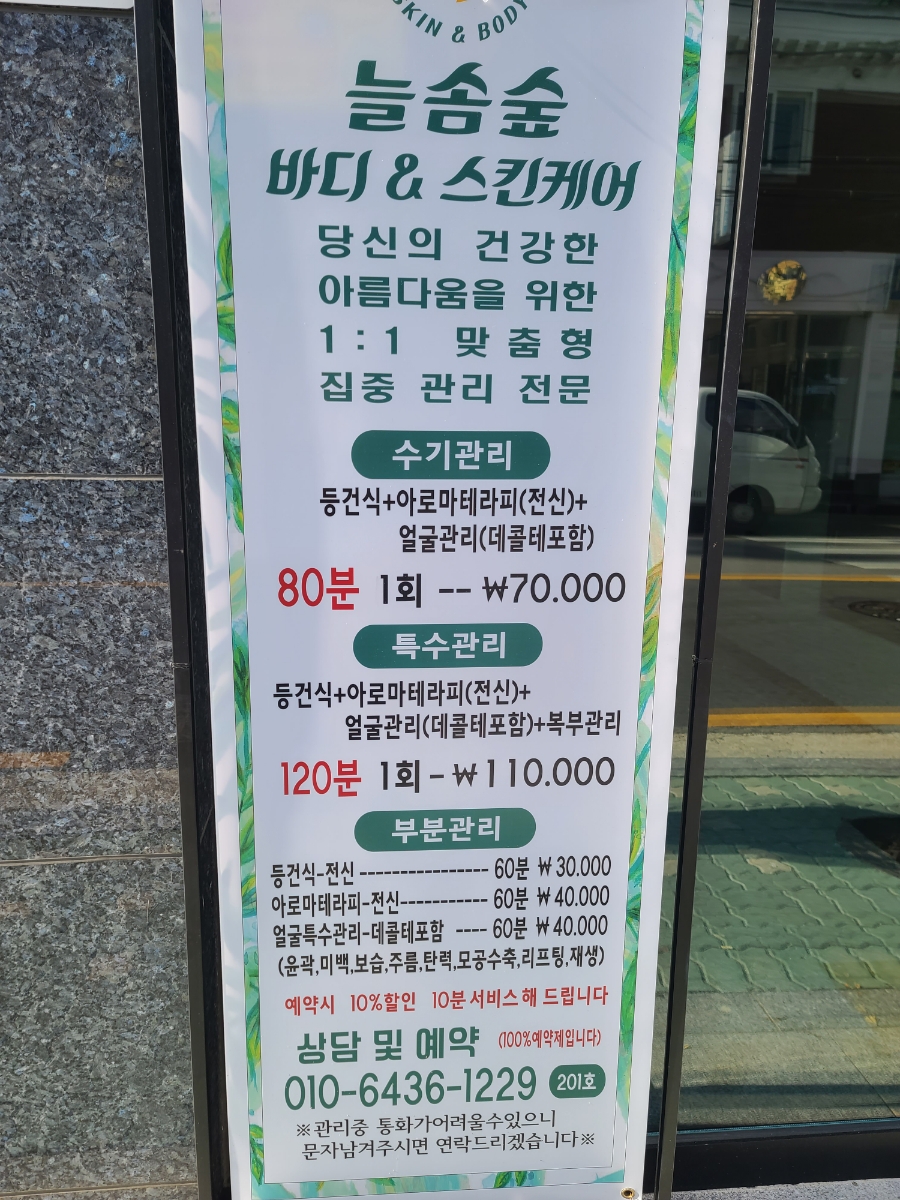 SKIN & BODY
늘솜숲
바디 & 스킨케어
당신의 건강한
아름다움을 위한
1 : 1 맞춤형
집중 관리 전문
수기관리
등건식+아로마테라피(전신)+
얼굴관리(데콜테포함)
80분 1회 -- ₩70.000
특수관리
등건식+아로마테라피(전신)+
얼굴관리(데콜테포함)+복부관리
120분 1회 - ₩110.000
부분관리
등건식-전신 ---------------- 60분 ₩30.000
아로마테라피-전신----------- 60분 ₩40.000
얼굴특수관리-데콜테포함 ---- 60분 ₩40.000
(윤곽,미백,보습,주름,탄력,모공수축,리프팅,재생)
예약시 10%할인 10분서비스해 드립니다
상담 및 예약 (100%예약제입니다)
010-6436-1229 201호
※관리중 통화가어려울수있으니
문자남겨주시면 연락드리겠습니다※